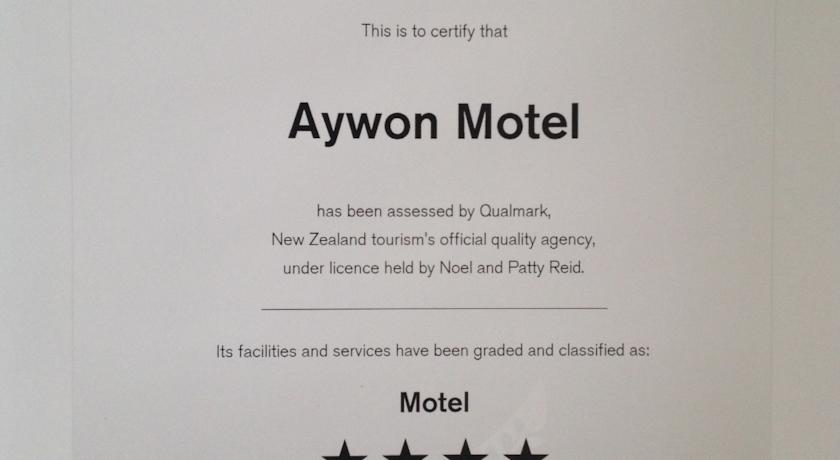 This is to certify that
Aywon Motel
has been assessed by Qualmark,
New Zealand tourism's official quality agency,
under licence held by Noel and Patty Reid.
Its facilities and services have been graded and classified as:
Motel